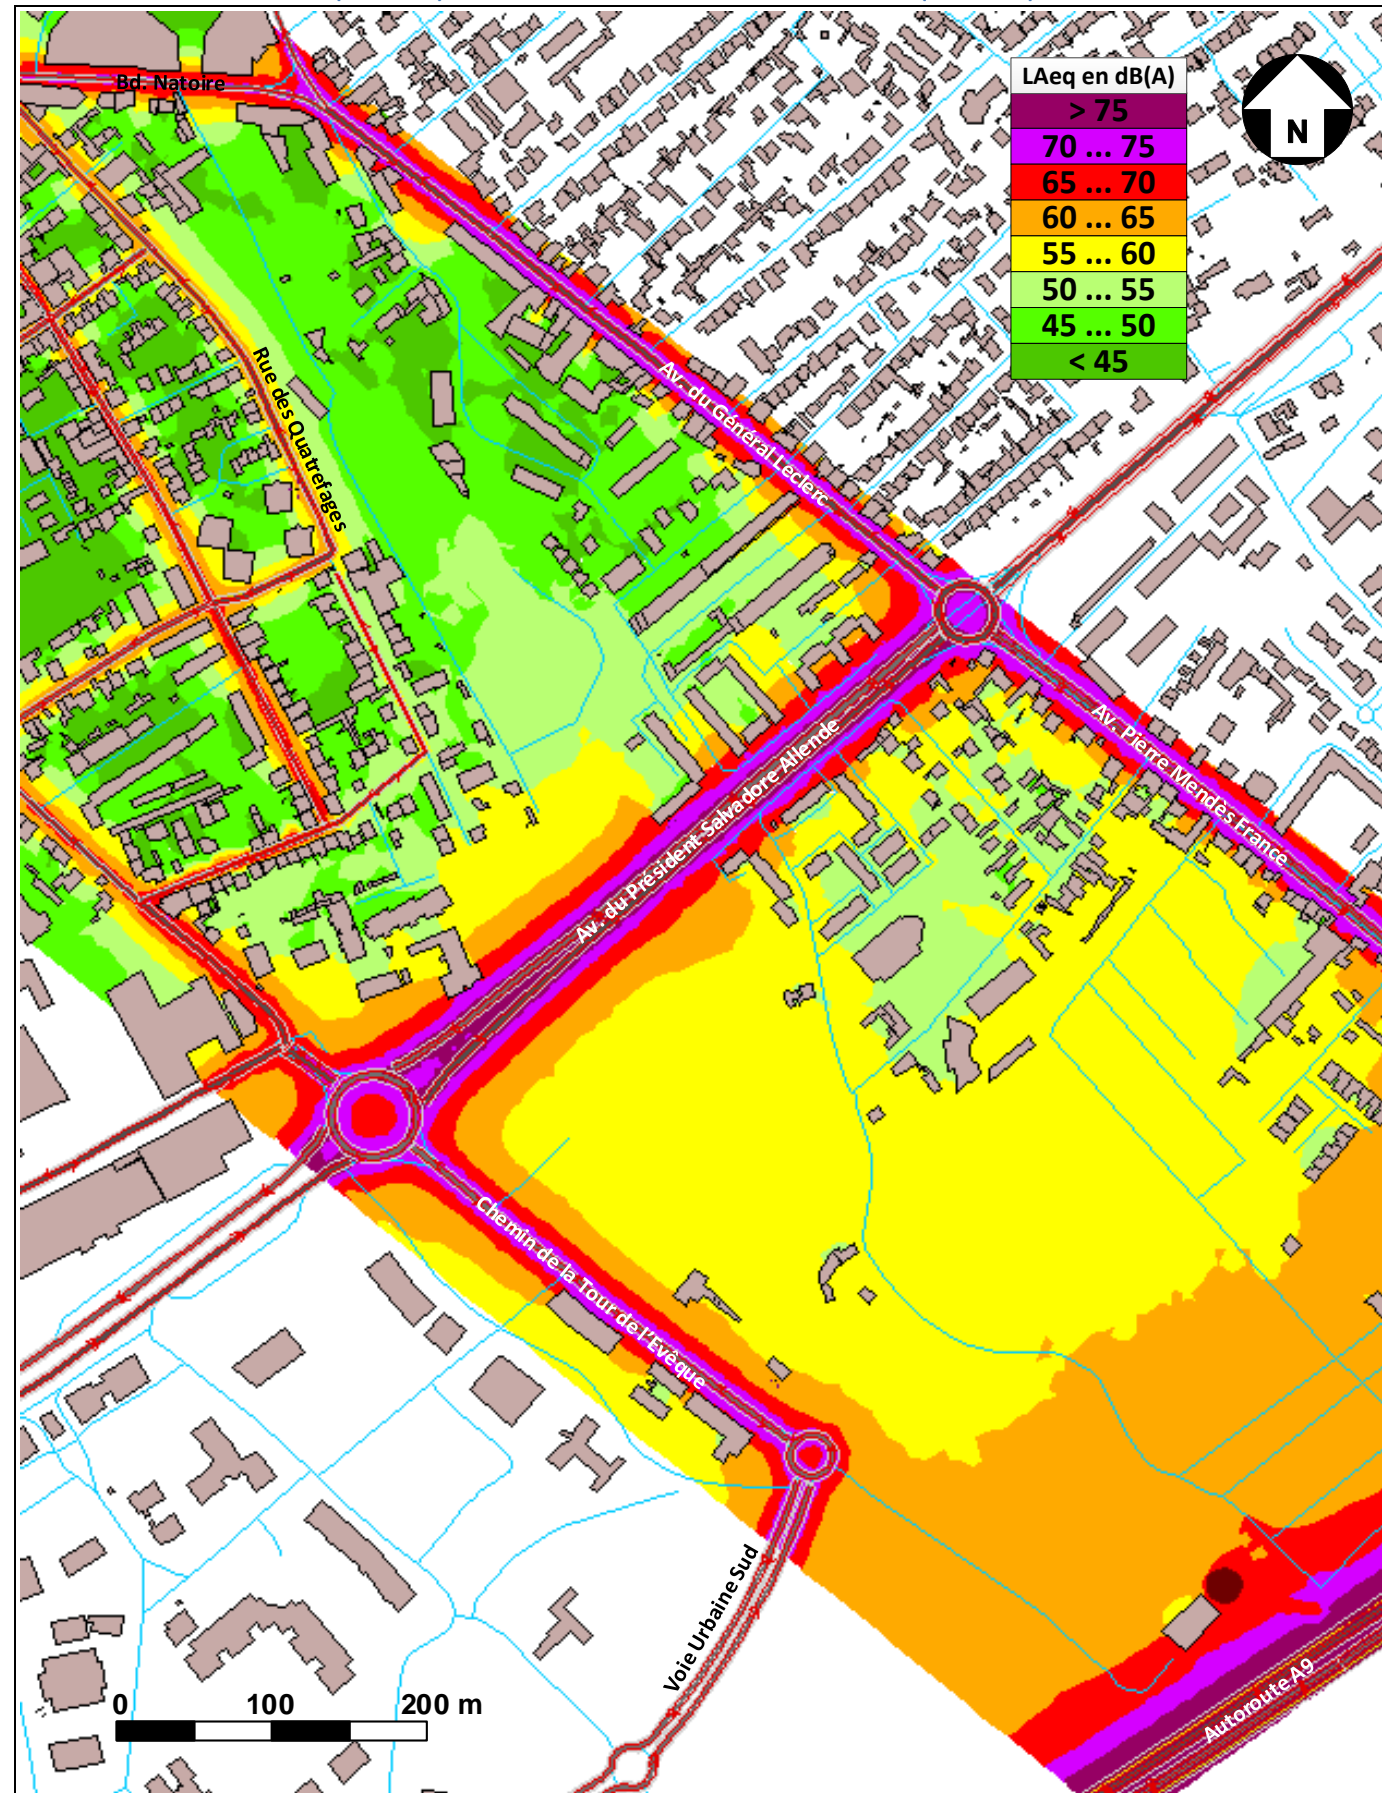 Bd. Natoire
LAeq en dB(A)
> 75
70 ... 75
65 ... 70
60 ... 65
55 ... 60
50 ... 55
45 ... 50
< 45
N
Rue des Quatrefages
Av. du Général Leclerc
Av. Pierre Mendès France
Av. du Président Salvadore Allende
Chemin de la Tour de l'Evêque
Voie Urbaine Sud
Autoroute A9
0 100 200 m